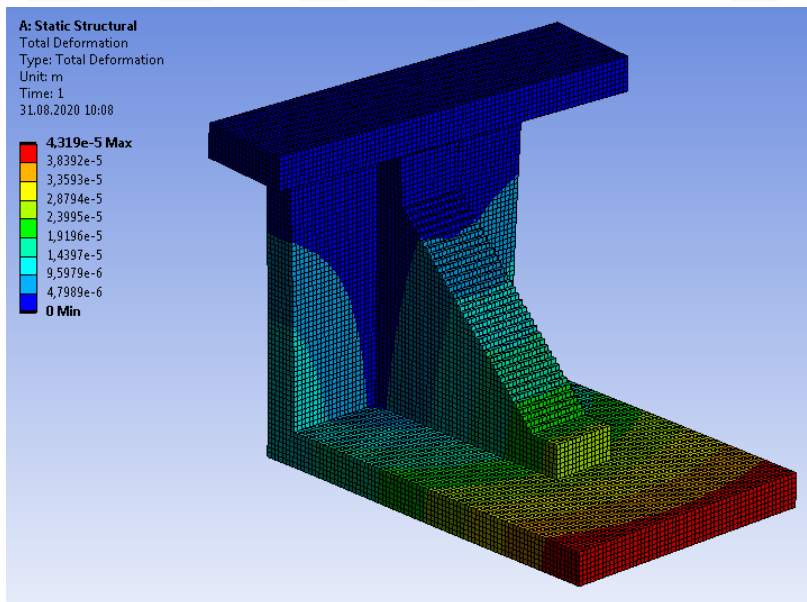 A: Static Structural
Total Deformation
Type: Total Deformation
Unit: m
Time: 1
31.08.2020 10:08
4,319e-5 Max
3,8392e-5
3,3593e-5
2,8794e-5
2,3995e-5
1,9196e-5
1,4397e-5
9,5979e-6
4,7989e-6
0 Min